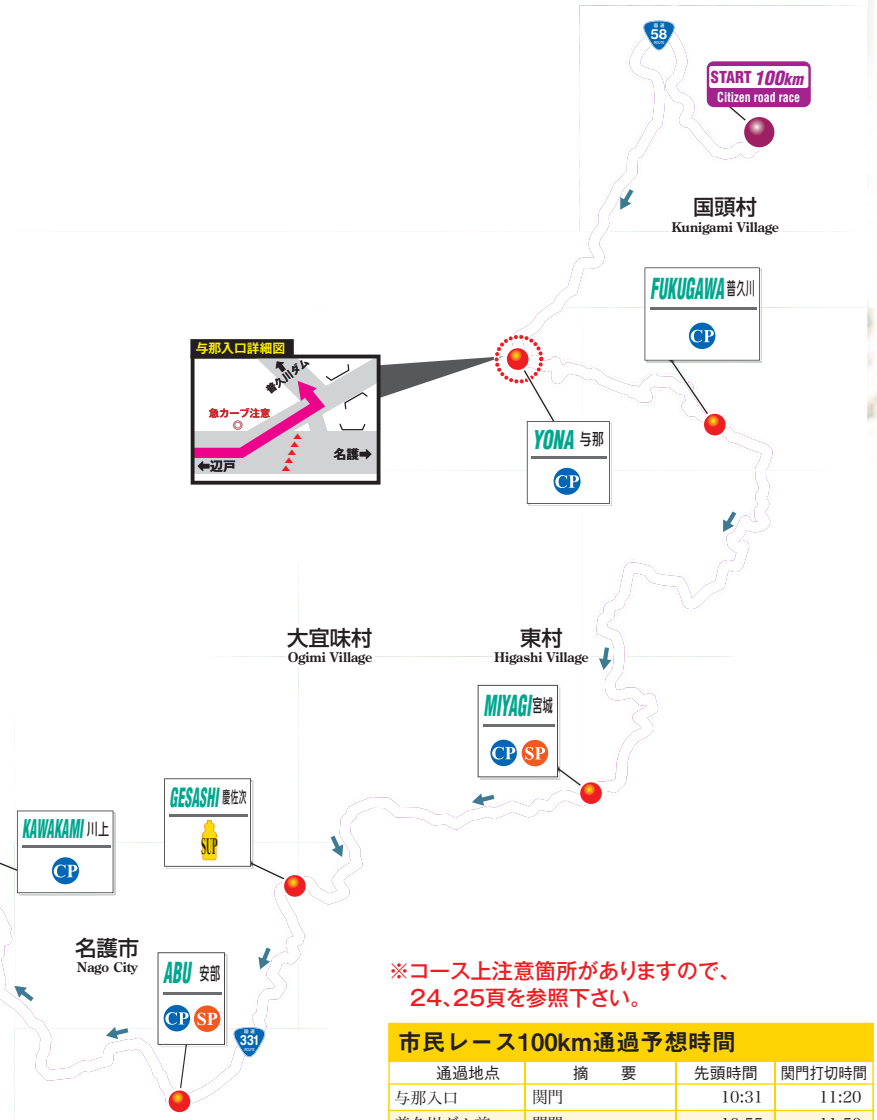 国道
58
ROUTE
START 100km
Citizen road race
国頭村
Kunigami Village
FUKUGAWA 普久川
CP
与那入口詳細図
普久川ダム
急カーブ注意
←辺戸
名護→
YONA 与那
CP
大宜味村
Ogimi Village
東村
Higashi Village
MIYAGI 宮城
CP SP
GESASHI 慶佐次
SUP
KAWAKAMI 川上
CP
名護市
Nago City
ABU 安部
CP SP
国道
331
ROUTE
※コース上注意箇所がありますので、
24、25頁を参照下さい。
市民レース100km通過予想時間
通過地点 摘 要 先頭時間 関門打切時間
与那入口 関門 10:31 11:20